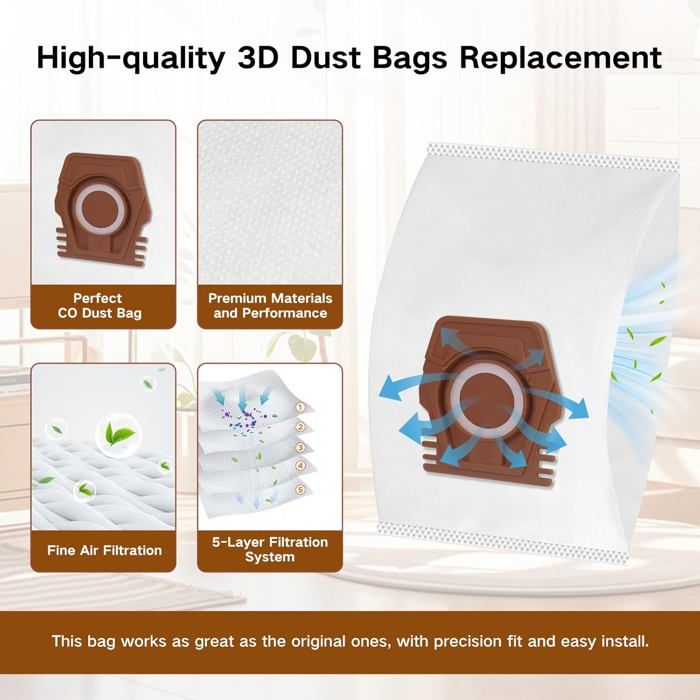 High-quality 3D Dust Bags Replacement
Perfect
CO Dust Bag
Premium Materials
and Performance
Fine Air Filtration
1
2
3
4
5
5-Layer Filtration
System
This bag works as great as the original ones, with precision fit and easy install.